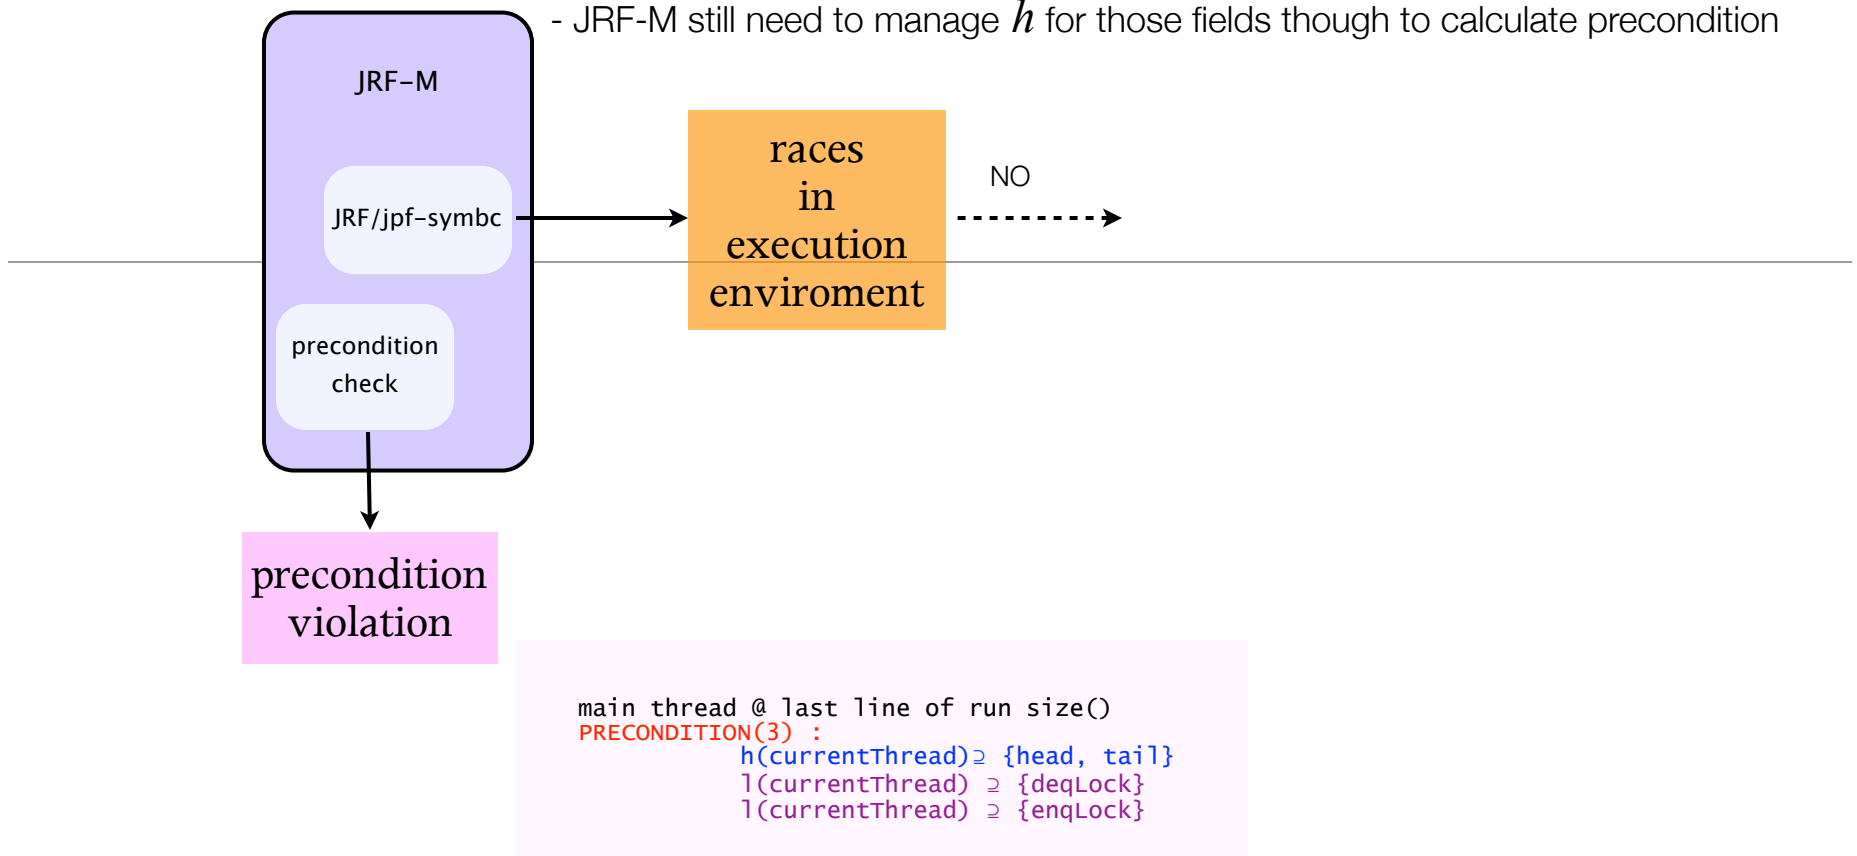 - JRF-M still need to manage h for those fields though to calculate precondition
JRF-M
JRF/jpf-symbc
races
in
execution
enviroment
NO
precondition
check
precondition
violation
main thread @ last line of run size()
PRECONDITION(3) :
h(currentThread)⊇ {head, tail}
l(currentThread) ⊇ {deqLock}
l(currentThread) ⊇ {enqLock}